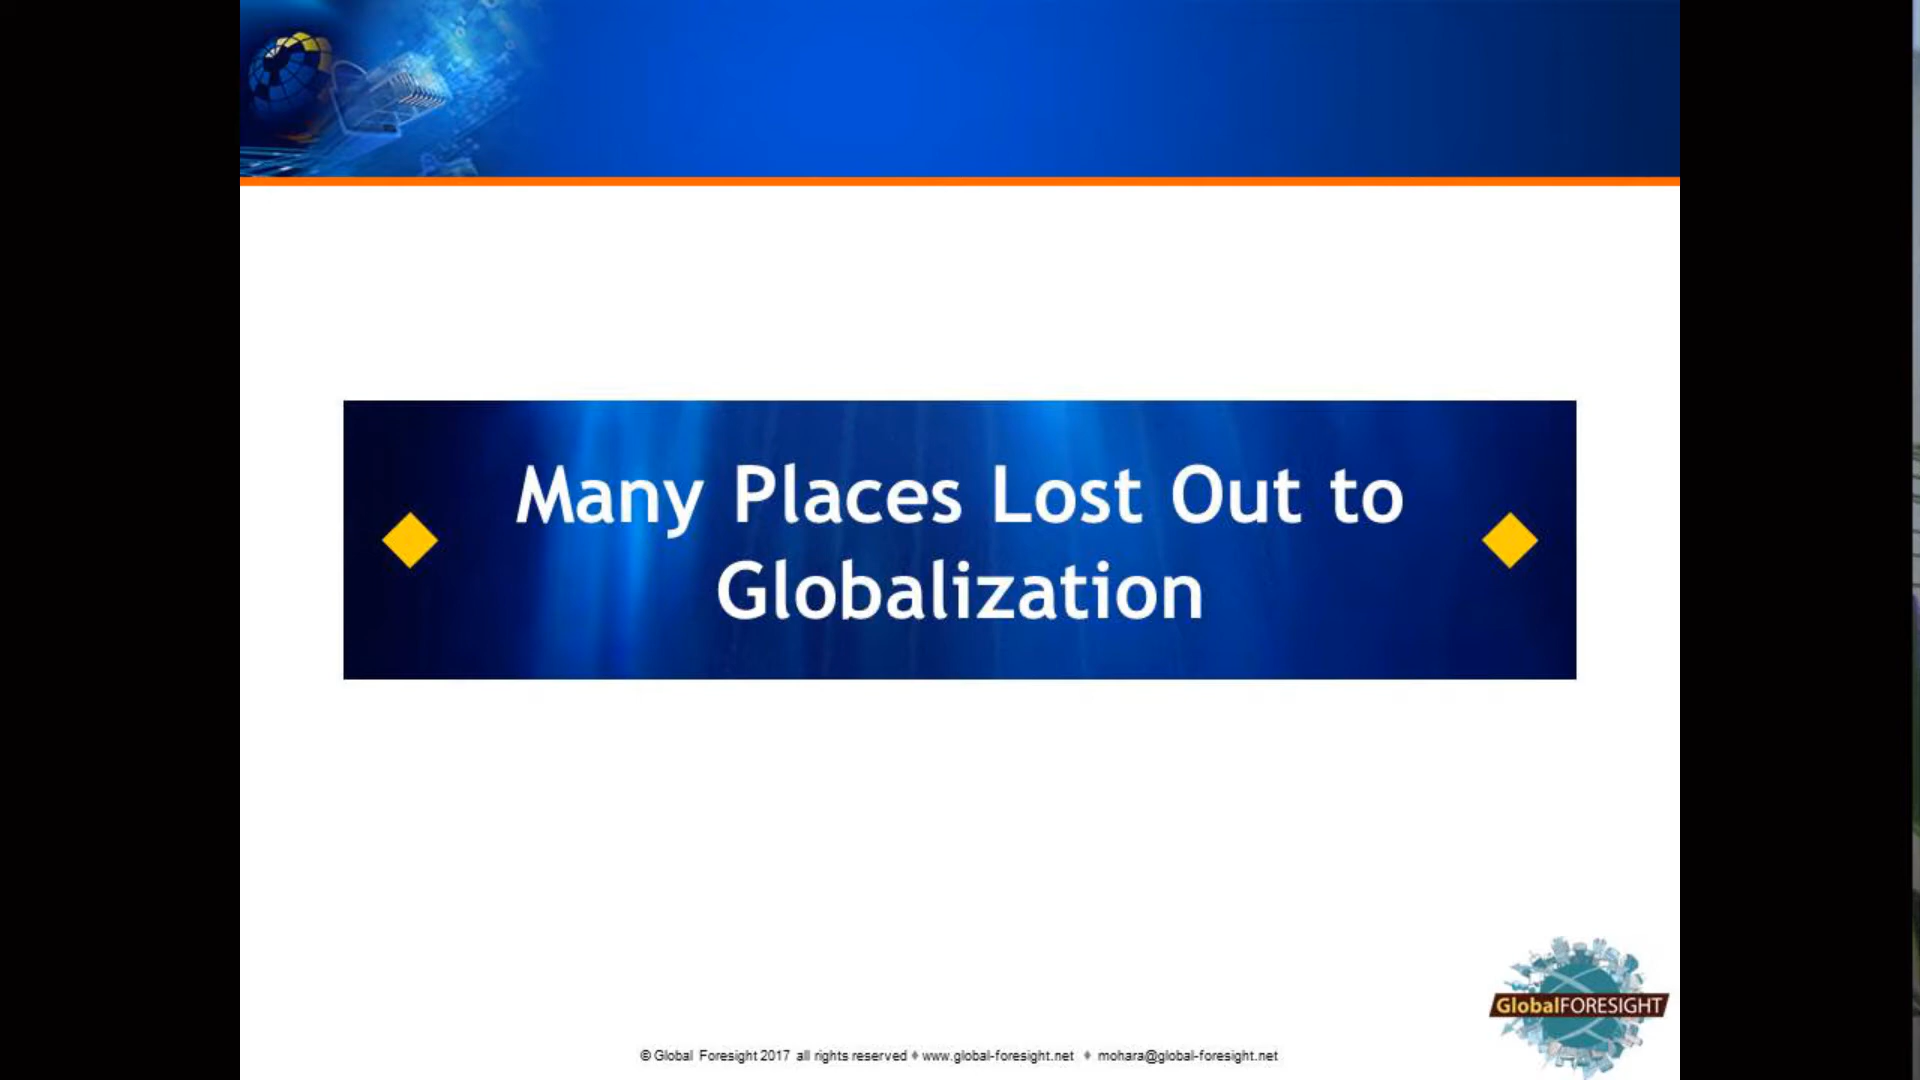 Many Places Lost Out to
Globalization
GlobalFORESIGHT
© Global Foresight 2017 all rights reserved ♦ www.global-foresight.net ♦ mohara@global-foresight.net